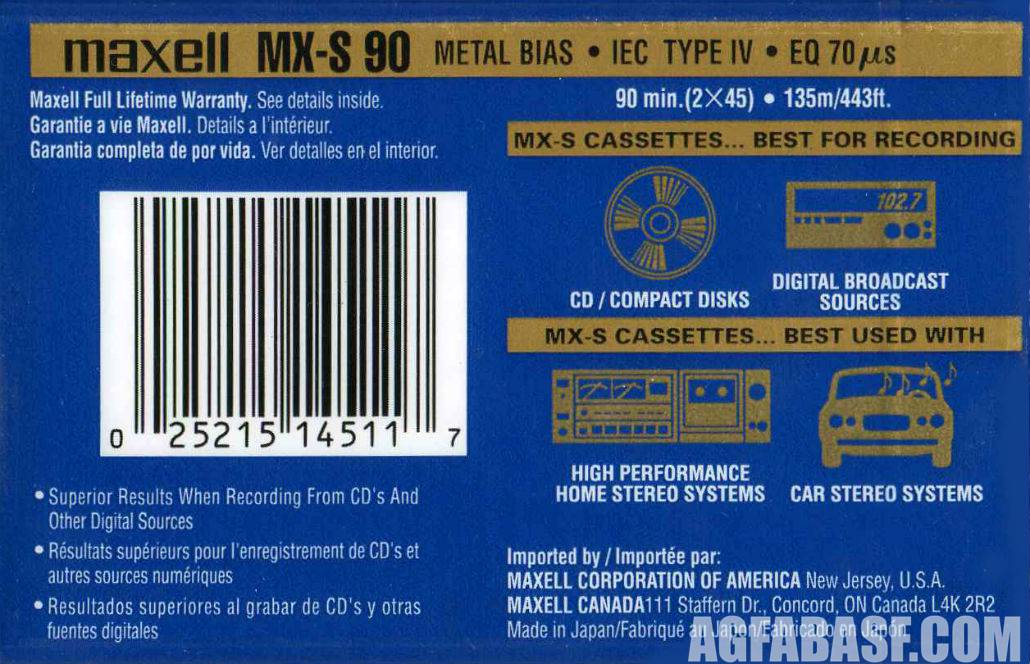 maxell MX-S 90 METAL BIAS • IEC TYPE IV • EQ 70µs
Maxell Full Lifetime Warranty. See details inside.
Garantie a vie Maxell. Details a l'intérieur.
Garantia completa de por vida. Ver detalles en el interior.
90 min.(2×45) • 135m/443ft.
MX-S CASSETTES... BEST FOR RECORDING
102.7
CD / COMPACT DISKS
DIGITAL BROADCAST
SOURCES
MX-S CASSETTES... BEST USED WITH
HIGH PERFORMANCE
HOME STEREO SYSTEMS
CAR STEREO SYSTEMS
0 25215 14511 7
• Superior Results When Recording From CD's And
Other Digital Sources
• Résultats supérieurs pour l'enregistrement de CD's et
autres sources numériques
• Resultados superiores al grabar de CD's y otras
fuentes digitales
Imported by / Importée par:
MAXELL CORPORATION OF AMERICA New Jersey, U.S.A.
MAXELL CANADA111 Staffern Dr., Concord, ON Canada L4K 2R2
Made in Japan/Fabriqué au Japon/Fabricado en Japón
AGFABASF.COM